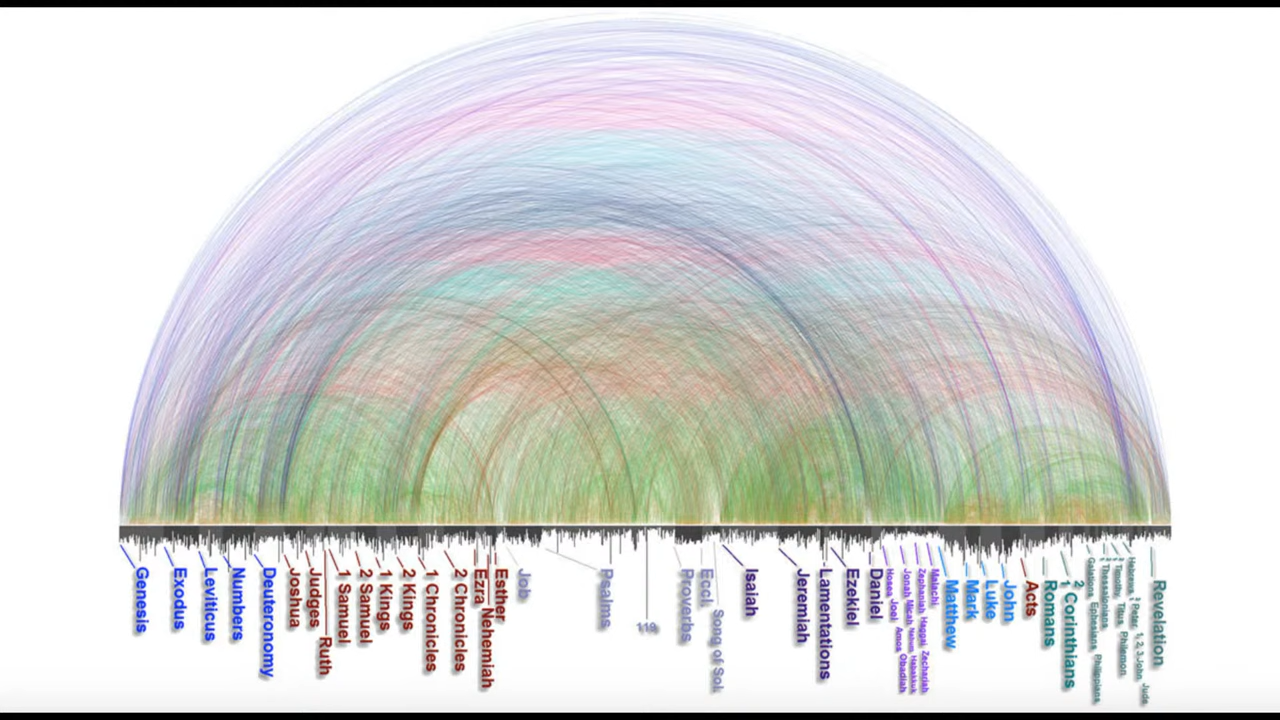 Genesis
Exodus
Leviticus
Numbers
Deuteronomy
Joshua
Judges
Ruth
1 Samuel
2 Samuel
1 Kings
2 Kings
1 Chronicles
2 Chronicles
Ezra
Nehemiah
Esther
Job
Psalms
119
Proverbs
Eccl.
Song of Sol.
Isaiah
Jeremiah
Lamentations
Ezekiel
Daniel
Hosea Joel Amos Obadiah
Jonah Micah Nahum Habakkuk
Zephaniah Haggai Zechariah
Malachi
Matthew
Mark
Luke
John
Acts
Romans
1 Corinthians
2
Galatians Ephesians Philippians
Thessalonians
Timothy Titus Philemon
Hebrews
Peter 1, 2, 3 John Jude
Revelation